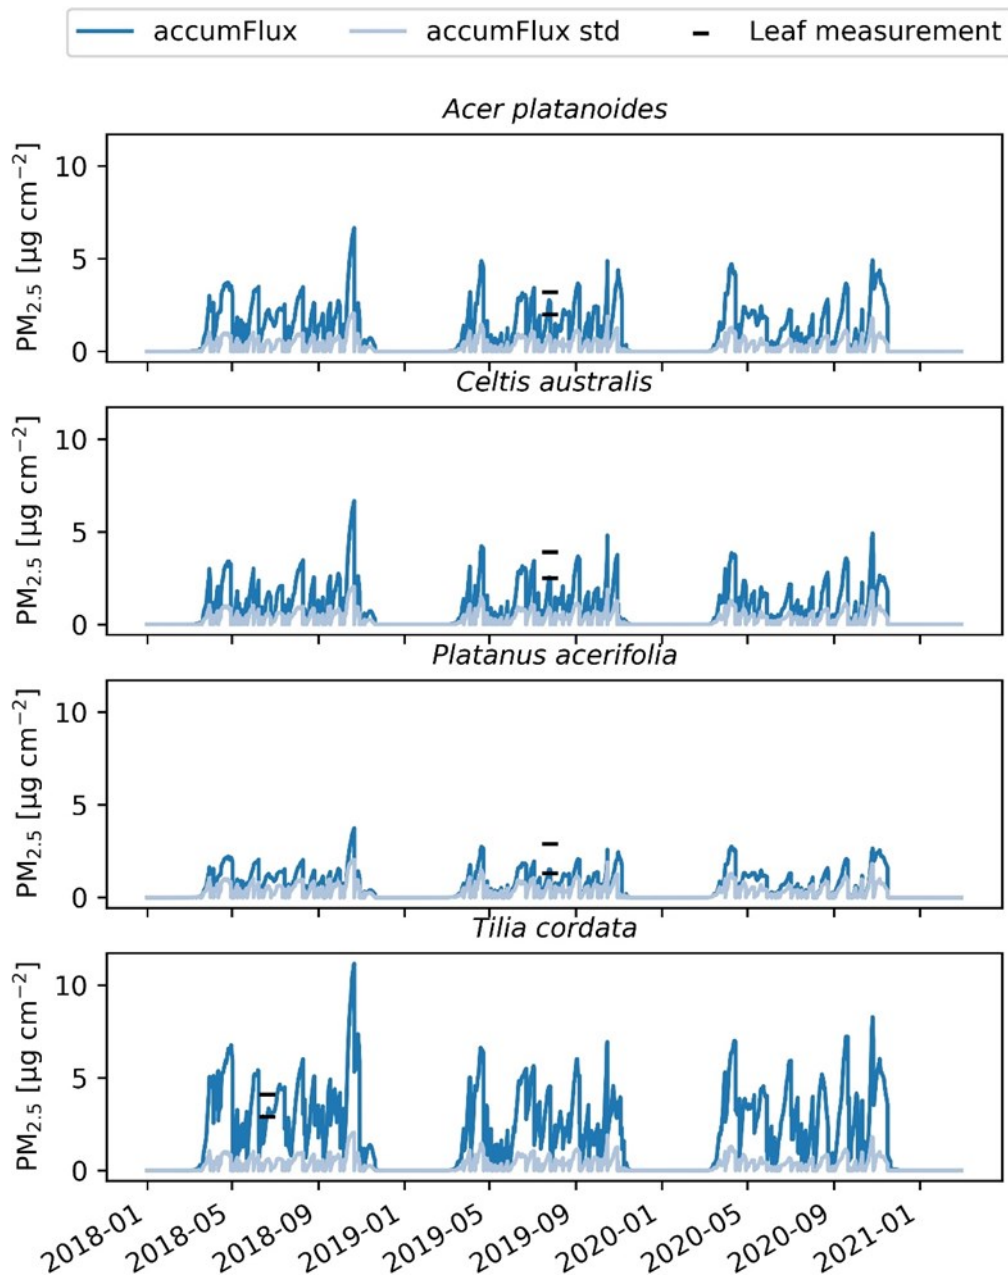 accumFlux accumFlux std Leaf measurement
Acer platanoides
PM2.5 [µg cm−2]
10
5
0
Celtis australis
PM2.5 [µg cm−2]
10
5
0
Platanus acerifolia
PM2.5 [µg cm−2]
10
5
0
Tilia cordata
PM2.5 [µg cm−2]
10
5
0
2018-01 2018-05 2018-09 2019-01 2019-05 2019-09 2020-01 2020-05 2020-09 2021-01